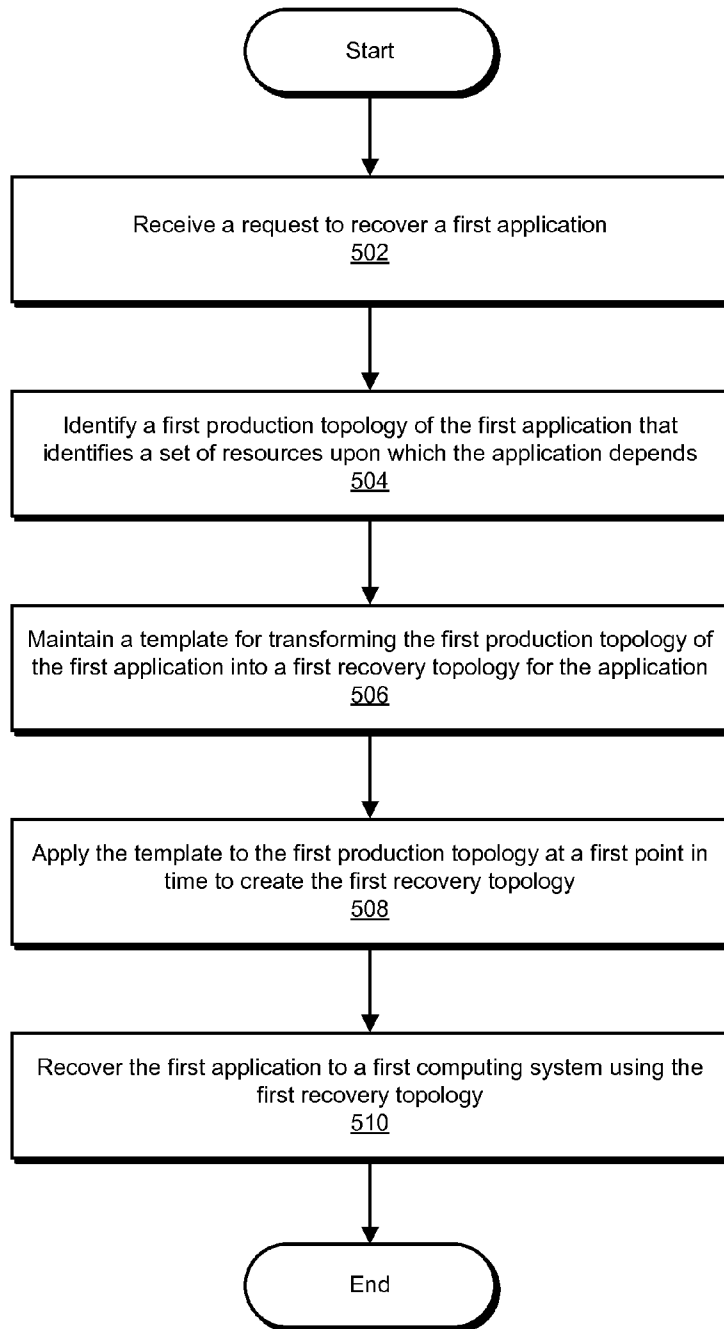 Start
Receive a request to recover a first application
502
Identify a first production topology of the first application that
identifies a set of resources upon which the application depends
504
Maintain a template for transforming the first production topology of
the first application into a first recovery topology for the application
506
Apply the template to the first production topology at a first point in
time to create the first recovery topology
508
Recover the first application to a first computing system using the
first recovery topology
510
End